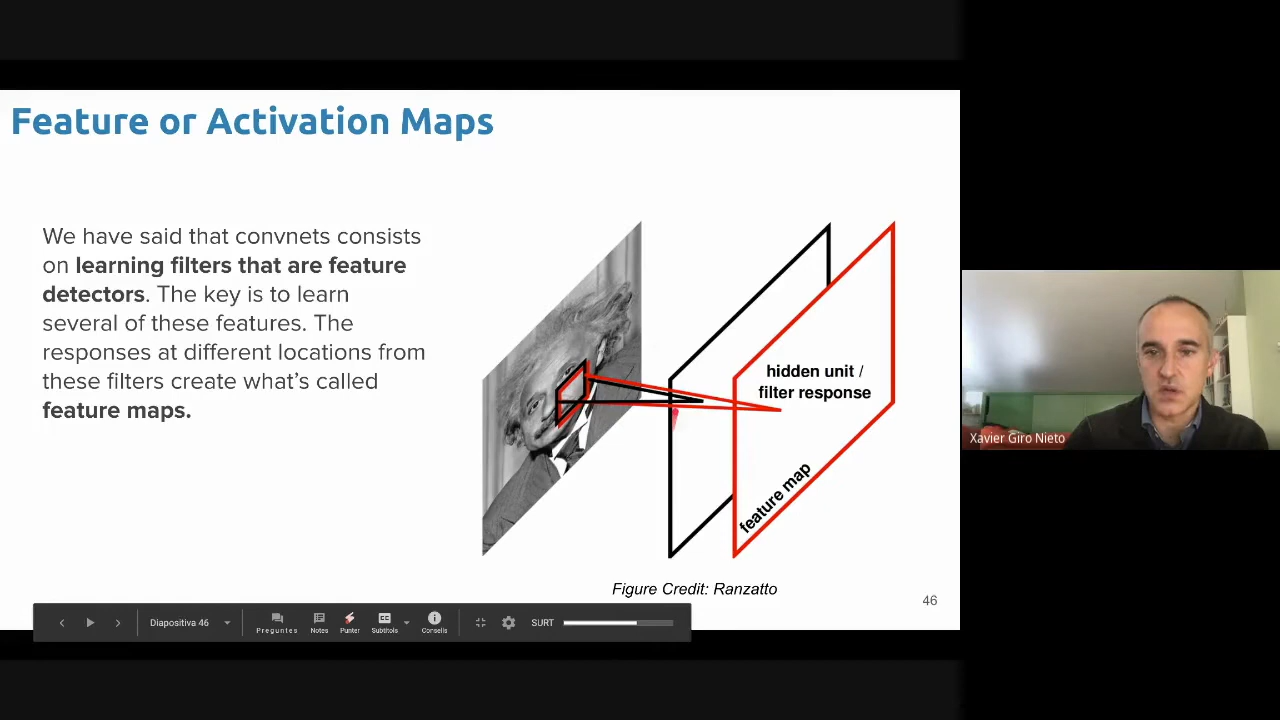 Feature or Activation Maps
We have said that convnets consists
on learning filters that are feature
detectors. The key is to learn
several of these features. The
responses at different locations from
these filters create what’s called
feature maps.
hidden unit /
filter response
feature map
Figure Credit: Ranzatto
46
Xavier Giro Nieto
Diapositiva 46
Preguntes
Notes
Punter
Subtítols
Consells
SURT